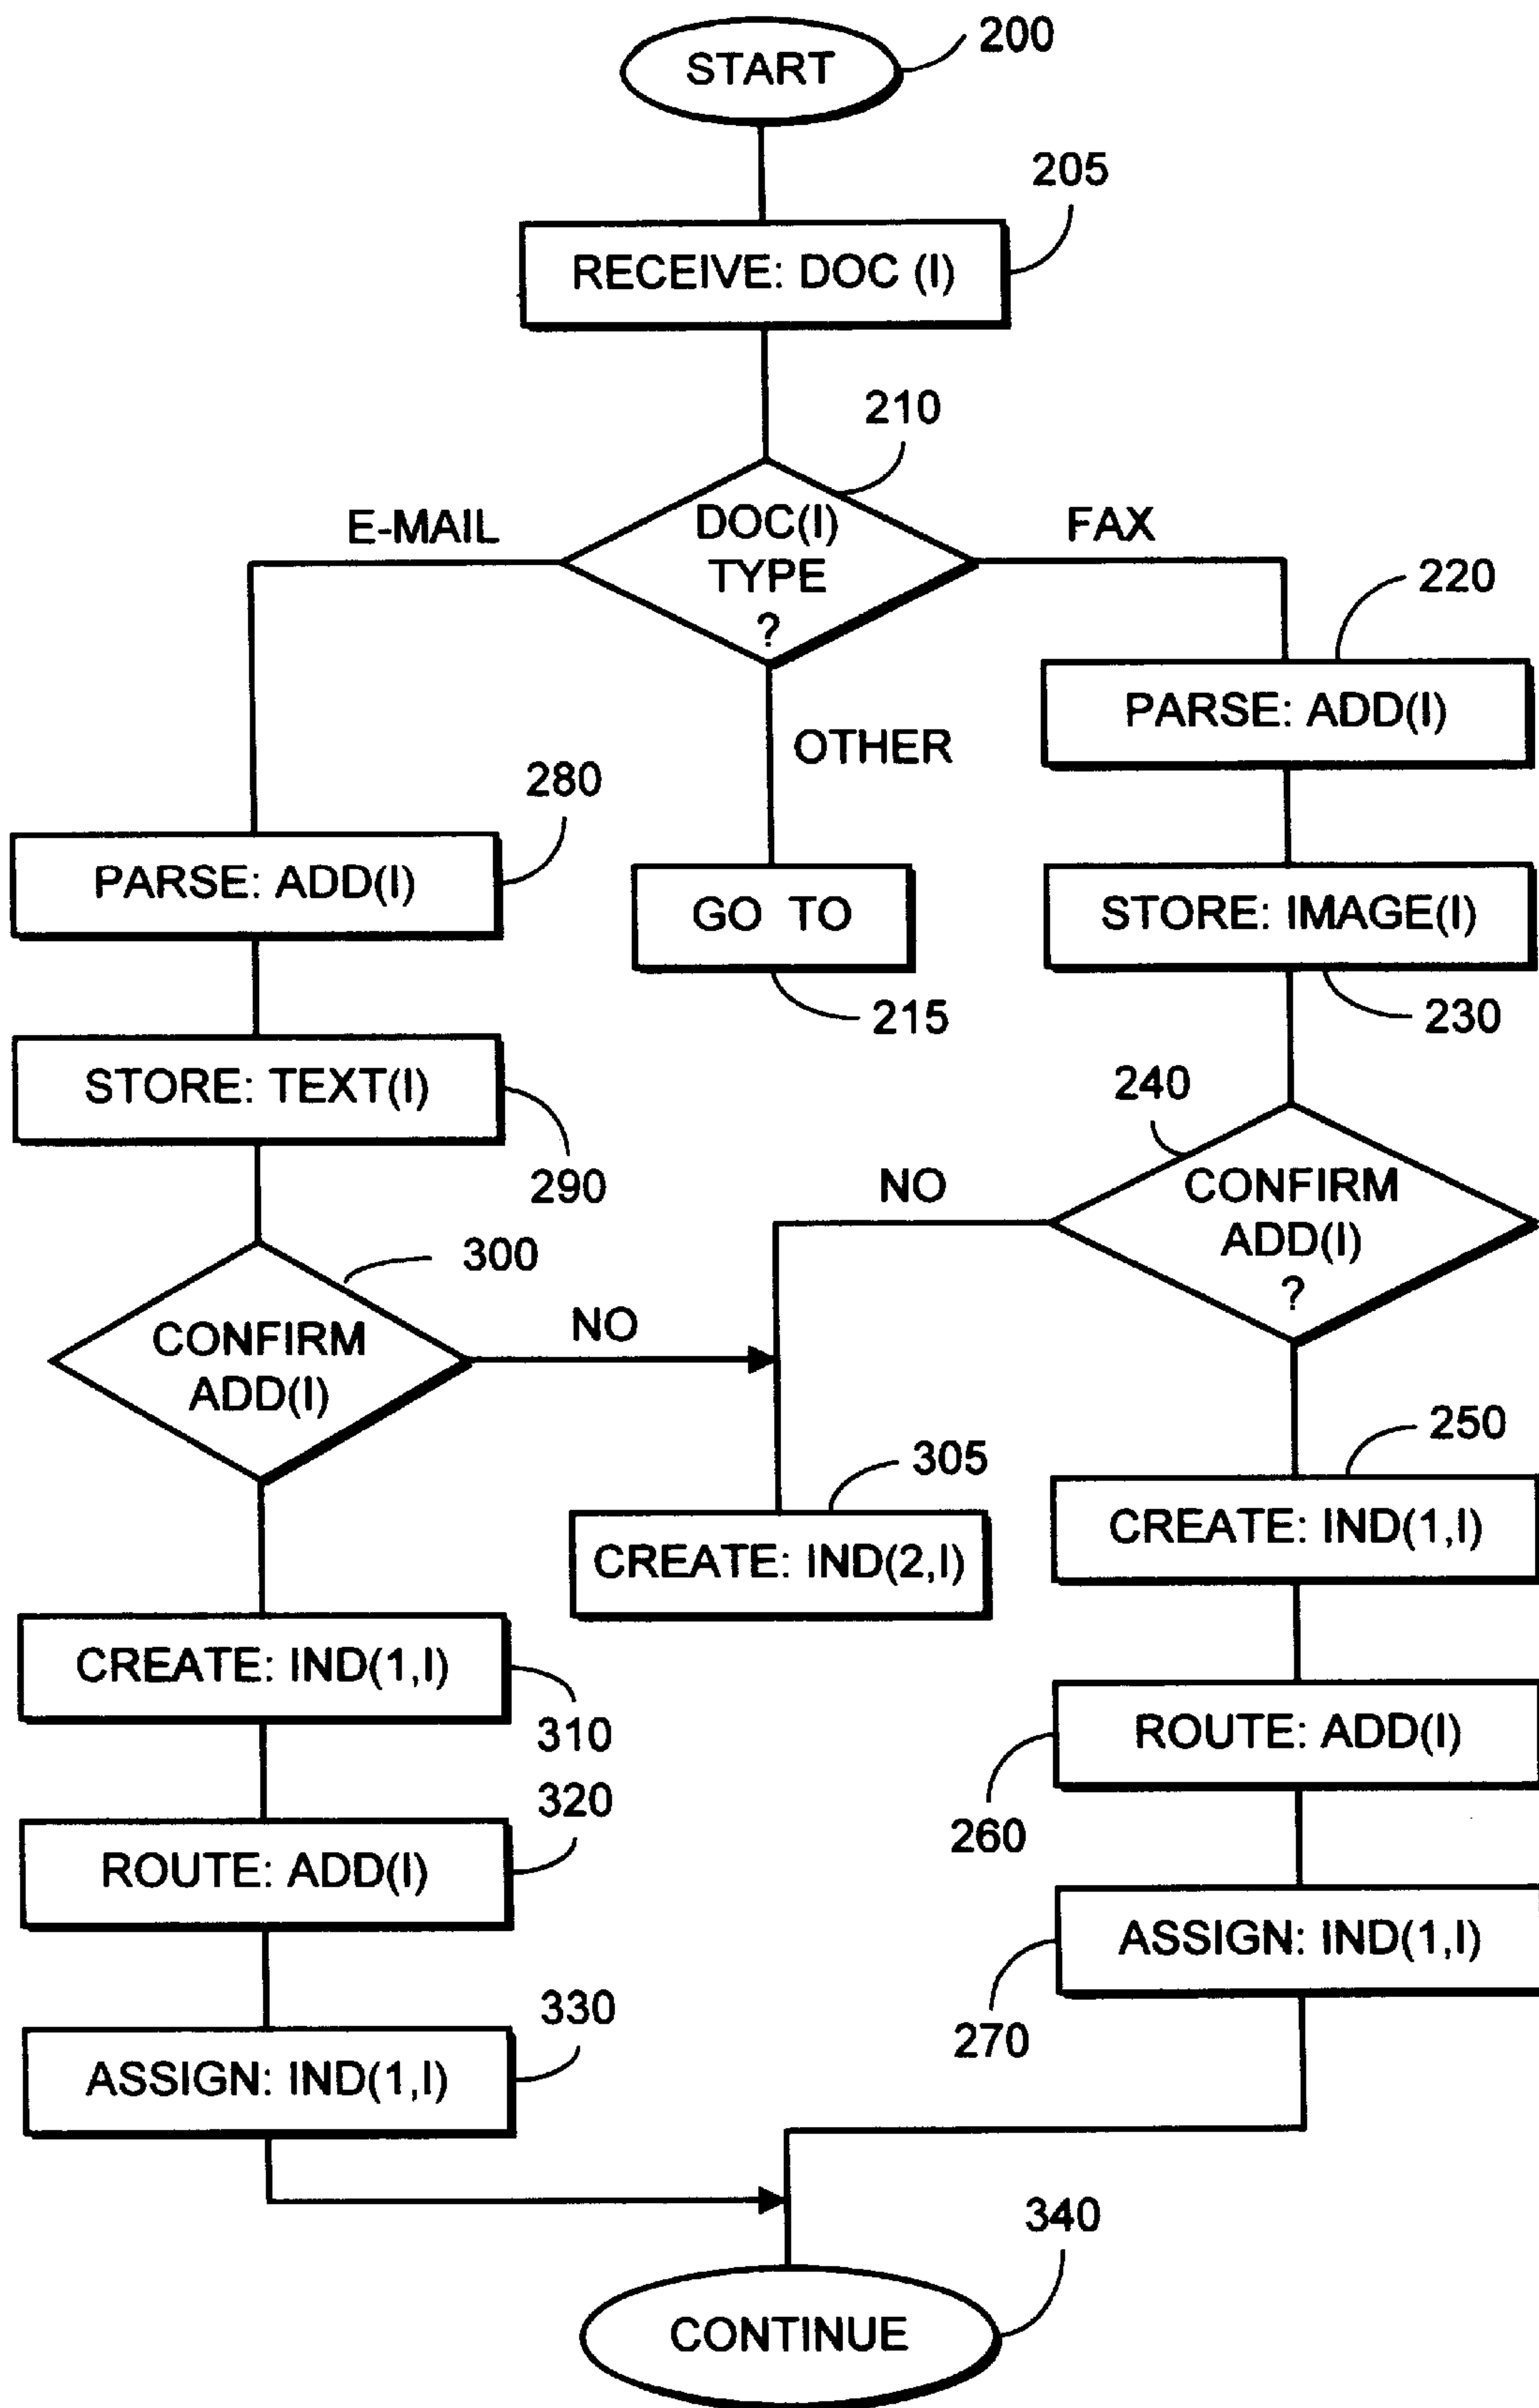 START
200
205
RECEIVE: DOC (I)
210
E-MAIL
DOC(I)
TYPE
?
FAX
220
PARSE: ADD(I)
OTHER
280
PARSE: ADD(I)
GO TO
215
STORE: IMAGE(I)
230
STORE: TEXT(I)
290
240
NO
CONFIRM
ADD(I)
?
300
CONFIRM
ADD(I)
NO
250
CREATE: IND(1,I)
305
CREATE: IND(2,I)
CREATE: IND(1,I)
310
ROUTE: ADD(I)
260
320
ROUTE: ADD(I)
ASSIGN: IND(1,I)
270
330
ASSIGN: IND(1,I)
340
CONTINUE